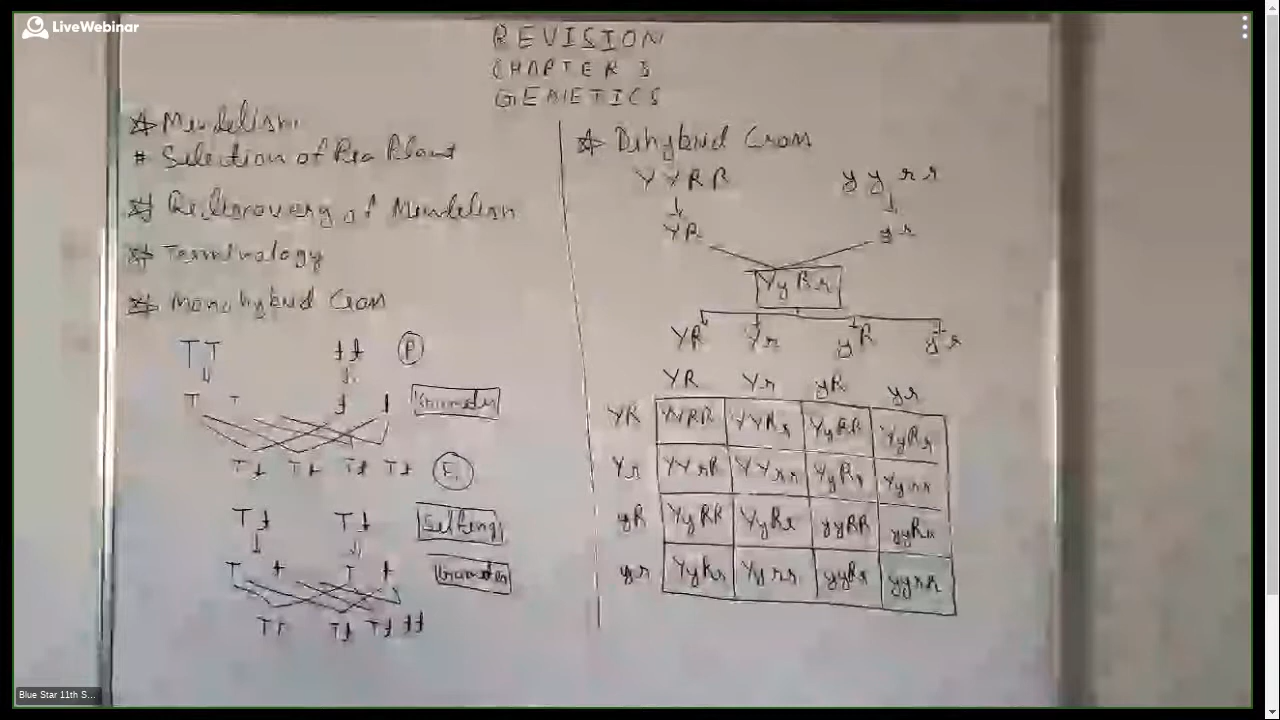 LiveWebinar
REVISION
CHAPTER 3
GENETICS
Mendelism
# Selection of Pea Plant
Rediscovery of Mendelism
Terminology
Monohybrid Cross
TT tt P
T T t t Gametes
Tt Tt Tt Tt F1
Tt Tt Selfing
T t T t Gametes
TT Tt Tt tt
Dihybrid Cross
YYRR yyrr
YR yr
YyRr
YR Yr yR yr
YR Yr yR yr
YR YYRR YYRr YyRR YyRr
Yr YYrR YYrr YyRr Yyrr
yR YyRR YyRr yyRR yyRr
yr YyRr Yyrr yyRr yyrr
Blue Star 11th S...